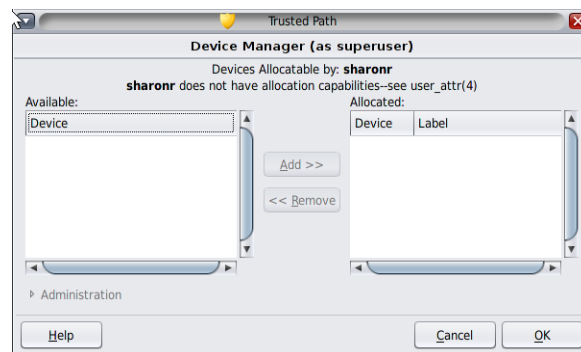 Trusted Path
Device Manager (as superuser)
Devices Allocatable by: sharonr
sharonr does not have allocation capabilities--see user_attr(4)
Available:
Allocated:
Device
Device Label
Add >>
<< Remove
Administration
Help
Cancel
OK